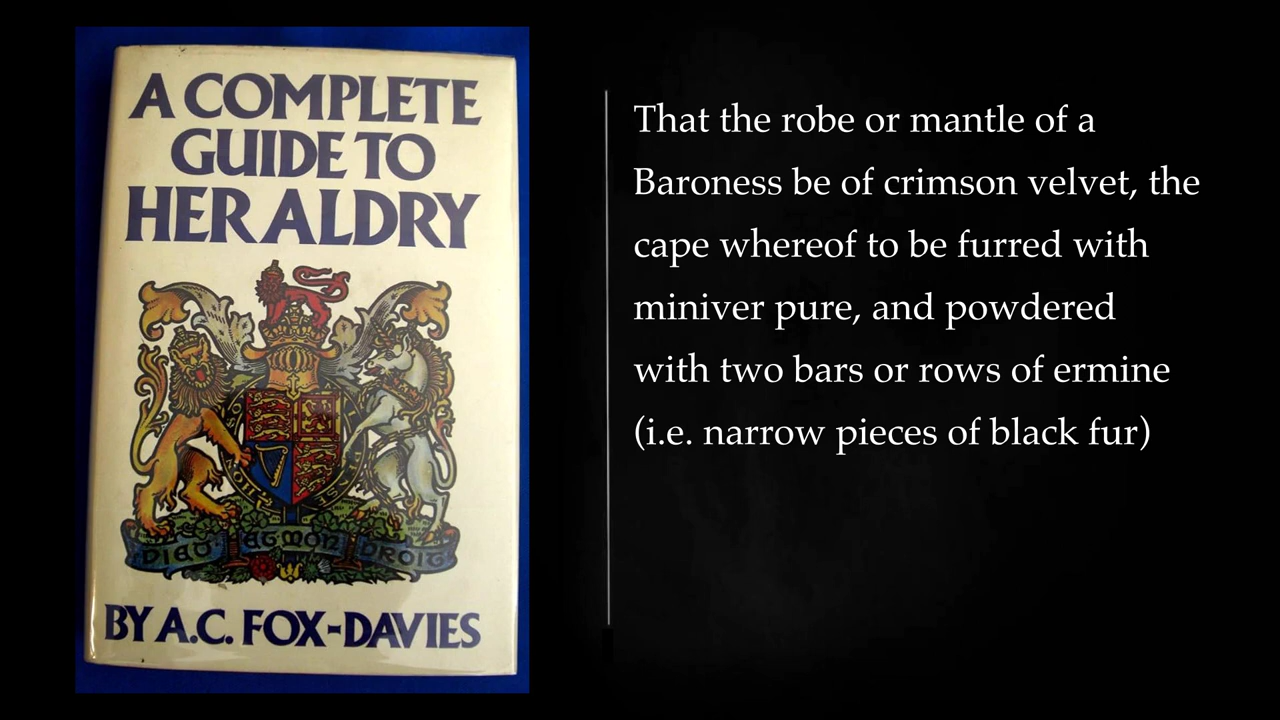 A COMPLETE
GUIDE TO
HERALDRY
DIEU ET MON DROIT
BY A.C. FOX-DAVIES
That the robe or mantle of a
Baroness be of crimson velvet, the
cape whereof to be furred with
miniver pure, and powdered
with two bars or rows of ermine
(i.e. narrow pieces of black fur)